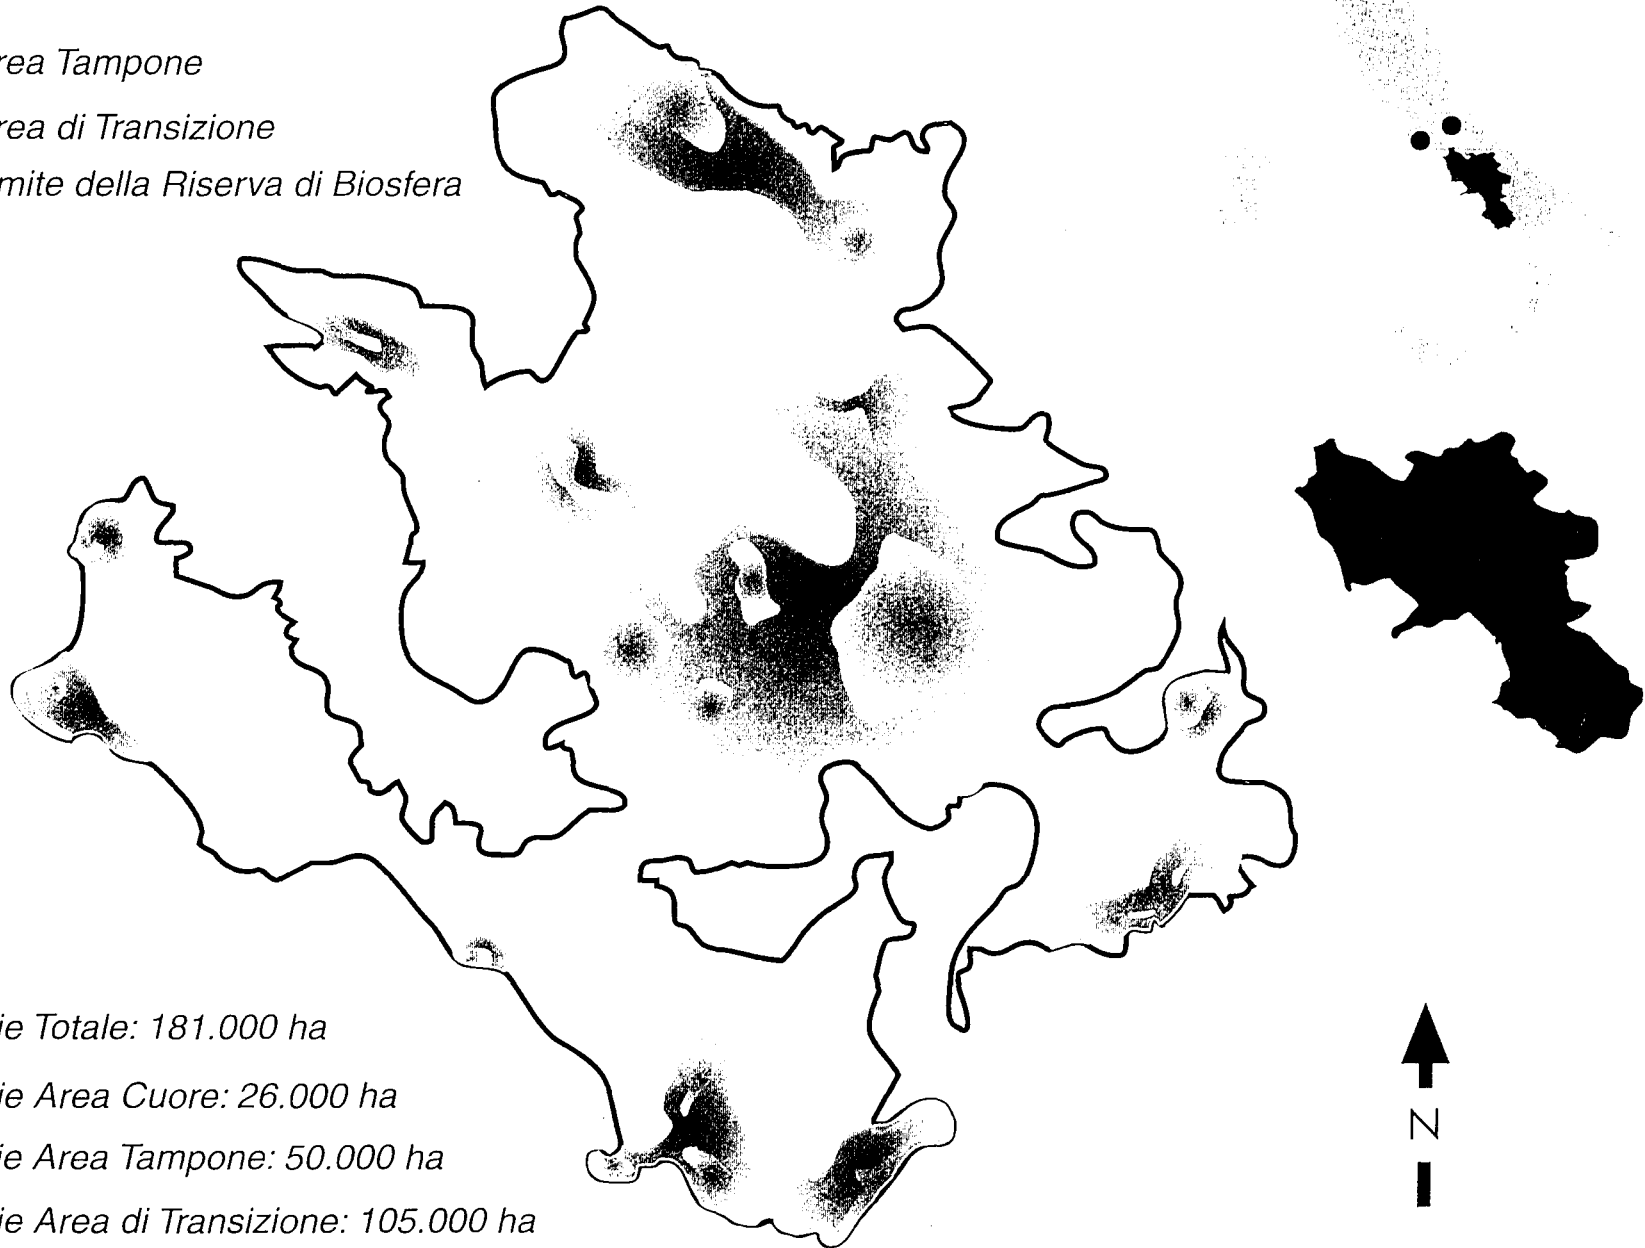 rea Tampone
rea di Transizione
mite della Riserva di Biosfera
ie Totale: 181.000 ha
ie Area Cuore: 26.000 ha
ie Area Tampone: 50.000 ha
ie Area di Transizione: 105.000 ha
N